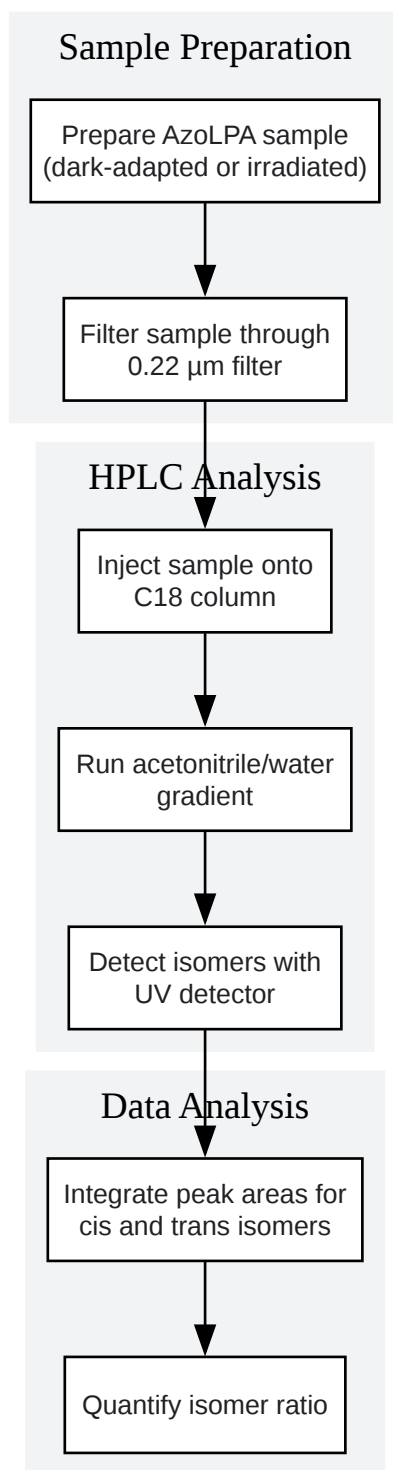 Sample Preparation
Prepare AzoLPA sample
(dark-adapted or irradiated)
Filter sample through
0.22 µm filter
HPLC Analysis
Inject sample onto
C18 column
Run acetonitrile/water
gradient
Detect isomers with
UV detector
Data Analysis
Integrate peak areas for
cis and trans isomers
Quantify isomer ratio